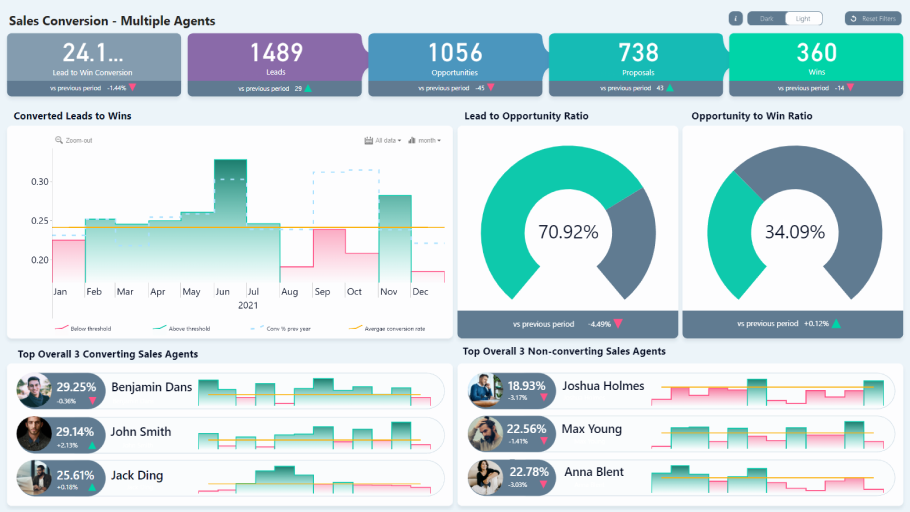 Sales Conversion - Multiple Agents
i
Dark
Light
Reset Filters
24.1...
Lead to Win Conversion
vs previous period -1.44%
1489
Leads
vs previous period 29
1056
Opportunities
vs previous period -45
738
Proposals
vs previous period 43
360
Wins
vs previous period -14
Converted Leads to Wins
Zoom out
All data
month
0.30
0.25
0.20
Jan Feb Mar Apr May Jun Jul Aug Sep Oct Nov Dec
2021
Below threshold
Above threshold
Conv % prev year
Avergae conversion rate
Lead to Opportunity Ratio
70.92%
vs previous period -4.49%
Opportunity to Win Ratio
34.09%
vs previous period +0.12%
Top Overall 3 Converting Sales Agents
29.25%
-0.36%
Benjamin Dans
29.14%
+2.13%
John Smith
25.61%
+0.18%
Jack Ding
Top Overall 3 Non-converting Sales Agents
18.93%
-3.17%
Joshua Holmes
22.56%
-1.41%
Max Young
22.78%
-3.03%
Anna Blent